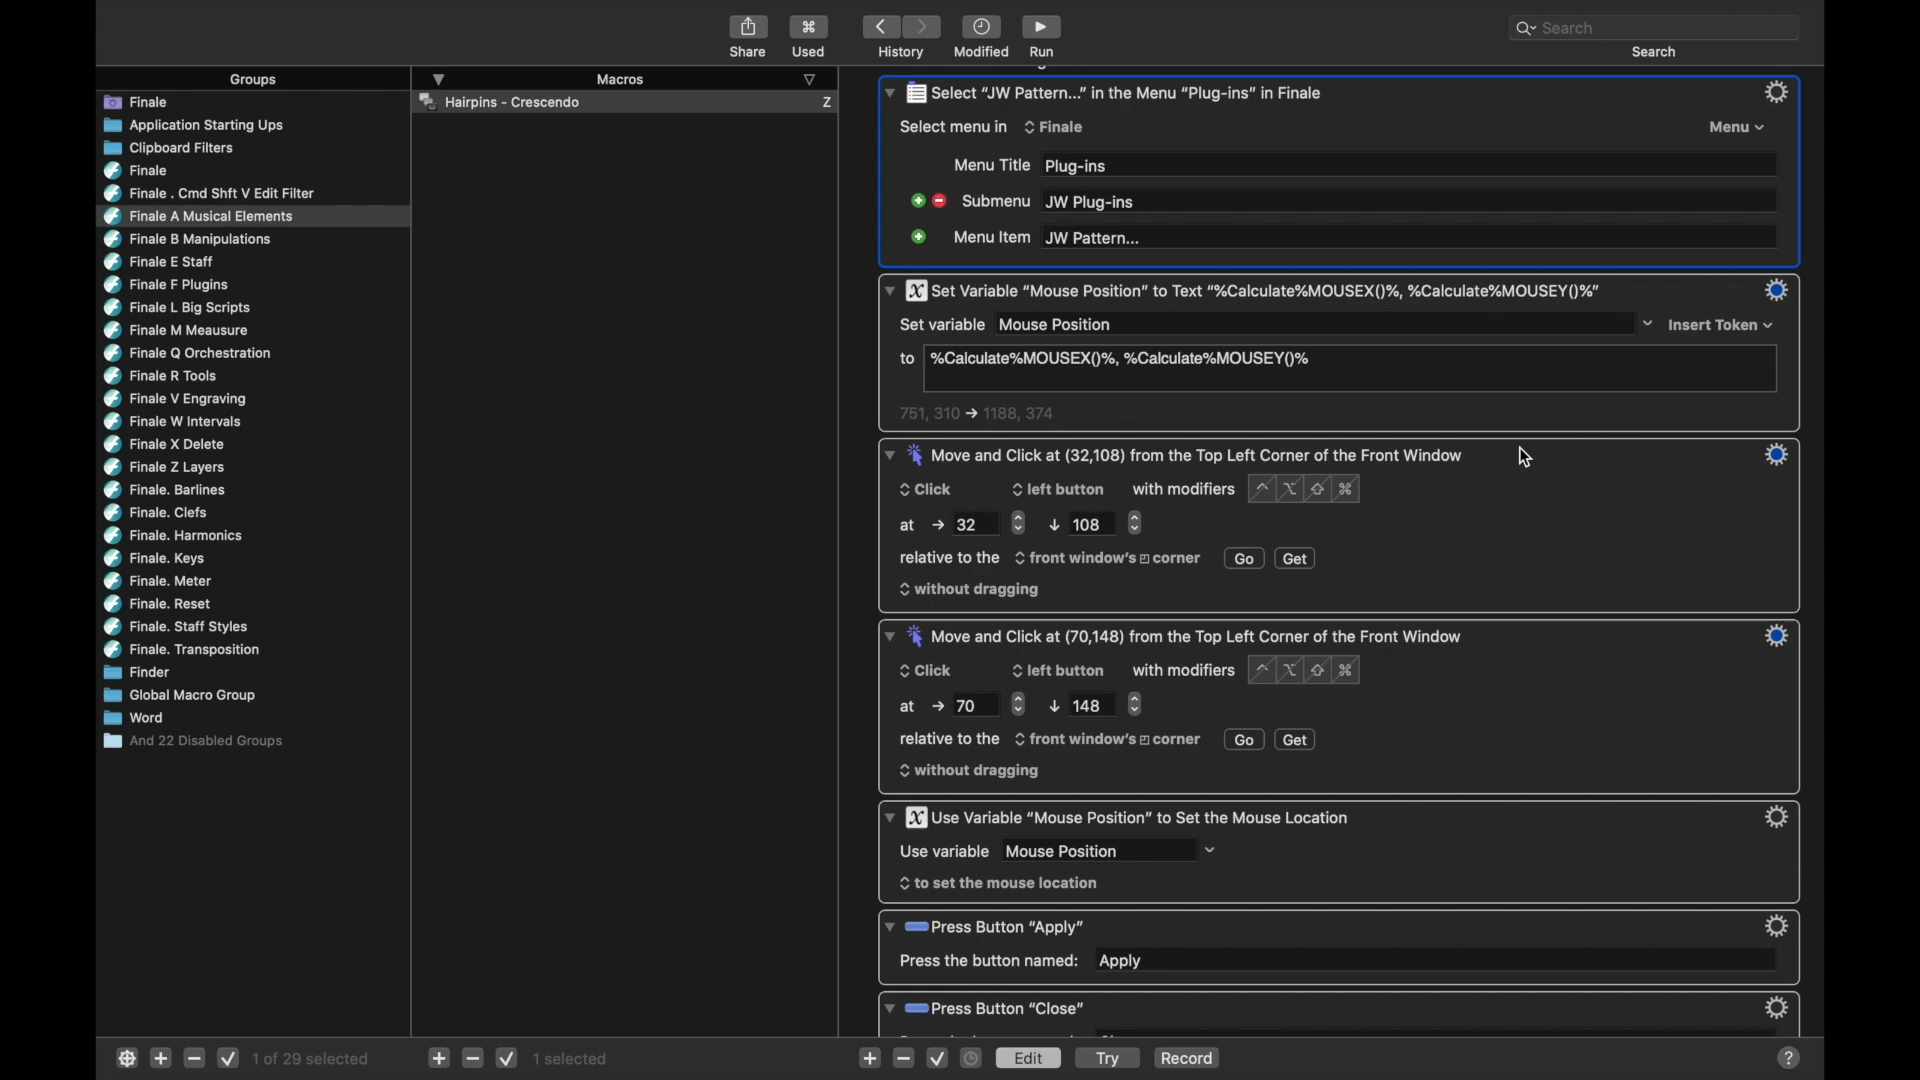 Share
Used
History
Modified
Run
Search
Search
Groups
Macros
Finale
Application Starting Ups
Clipboard Filters
Finale
Finale . Cmd Shft V Edit Filter
Finale A Musical Elements
Finale B Manipulations
Finale E Staff
Finale F Plugins
Finale L Big Scripts
Finale M Meausure
Finale Q Orchestration
Finale R Tools
Finale V Engraving
Finale W Intervals
Finale X Delete
Finale Z Layers
Finale. Barlines
Finale. Clefs
Finale. Harmonics
Finale. Keys
Finale. Meter
Finale. Reset
Finale. Staff Styles
Finale. Transposition
Finder
Global Macro Group
Word
And 22 Disabled Groups
Hairpins - Crescendo Z
Select “JW Pattern...” in the Menu “Plug-ins” in Finale
Select menu in Finale Menu
Menu Title Plug-ins
Submenu JW Plug-ins
Menu Item JW Pattern...
Set Variable “Mouse Position” to Text “%Calculate%MOUSEX()%, %Calculate%MOUSEY()%”
Set variable Mouse Position Insert Token
to %Calculate%MOUSEX()%, %Calculate%MOUSEY()%
751, 310 → 1188, 374
Move and Click at (32,108) from the Top Left Corner of the Front Window
Click left button with modifiers ^ ⌥ ⇧ ⌘
at → 32 ↓ 108
relative to the front window’s corner Go Get
without dragging
Move and Click at (70,148) from the Top Left Corner of the Front Window
Click left button with modifiers ^ ⌥ ⇧ ⌘
at → 70 ↓ 148
relative to the front window’s corner Go Get
without dragging
Use Variable “Mouse Position” to Set the Mouse Location
Use variable Mouse Position
to set the mouse location
Press Button “Apply”
Press the button named: Apply
Press Button “Close”
1 of 29 selected
1 selected
Edit
Try
Record
?